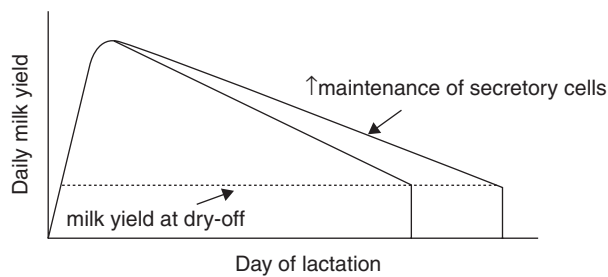 Daily milk yield
↑maintenance of secretory cells
milk yield at dry-off
Day of lactation